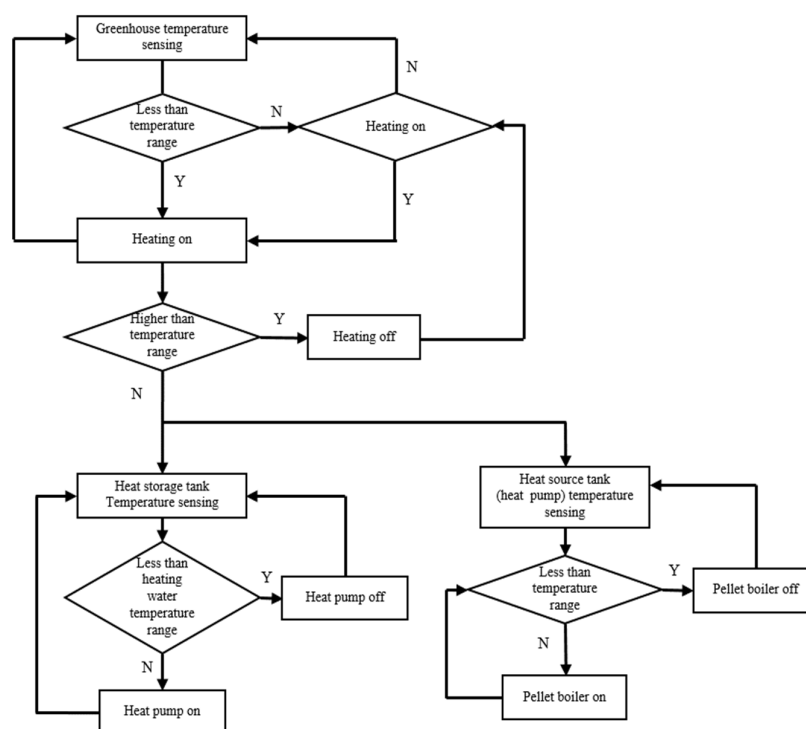 Greenhouse temperature
sensing
N
Less than
temperature
range
N
Heating on
Y
Y
Heating on
Higher than
temperature
range
Y
Heating off
N
Heat storage tank
Temperature sensing
Heat source tank
(heat pump) temperature
sensing
Less than
heating
water
temperature
range
Y
Heat pump off
Less than
temperature
range
Y
Pellet boiler off
N
N
Heat pump on
Pellet boiler on